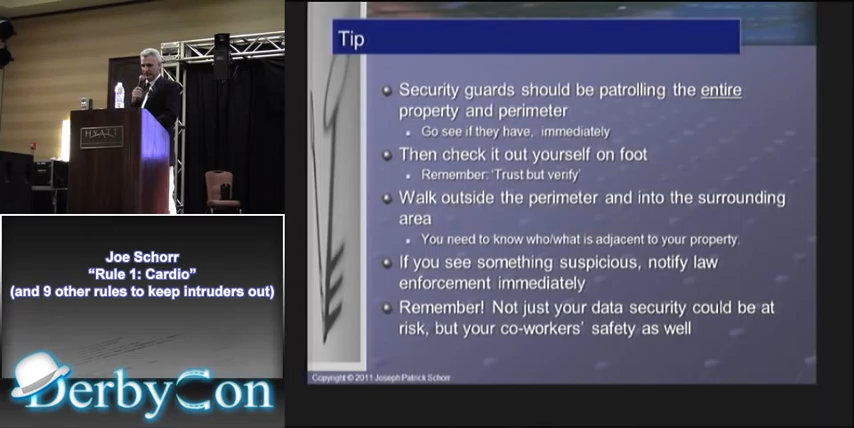 HYATT
Joe Schorr
“Rule 1: Cardio”
(and 9 other rules to keep intruders out)
DerbyCon
Tip
Security guards should be patrolling the entire
property and perimeter
Go see if they have, immediately
Then check it out yourself on foot
Remember: ‘Trust but verify’
Walk outside the perimeter and into the surrounding
area
You need to know who/what is adjacent to your property.
If you see something suspicious, notify law
enforcement immediately
Remember! Not just your data security could be at
risk, but your co-workers’ safety as well
Copyright © 2011 Joseph Patrick Schorr